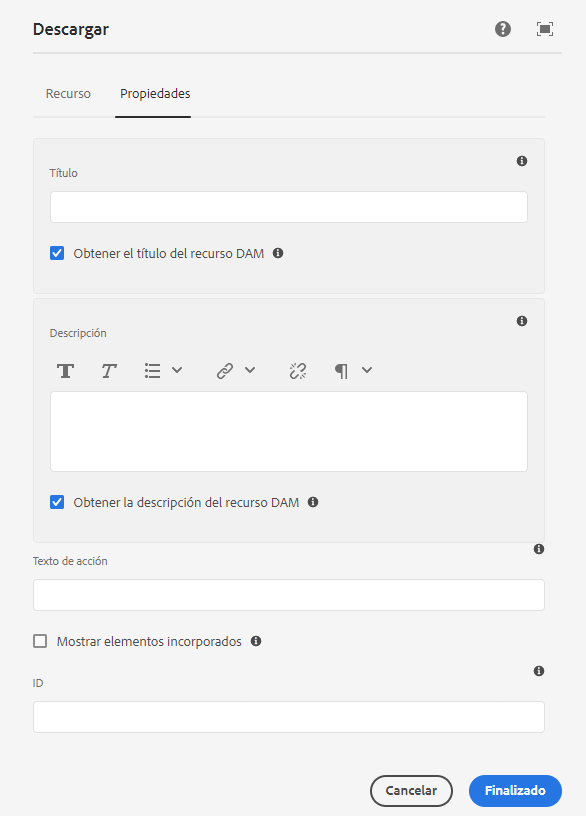 Descargar
Recurso
Propiedades
Título
Obtener el título del recurso DAM
Descripción
Obtener la descripción del recurso DAM
Texto de acción
Mostrar elementos incorporados
ID
Cancelar
Finalizado